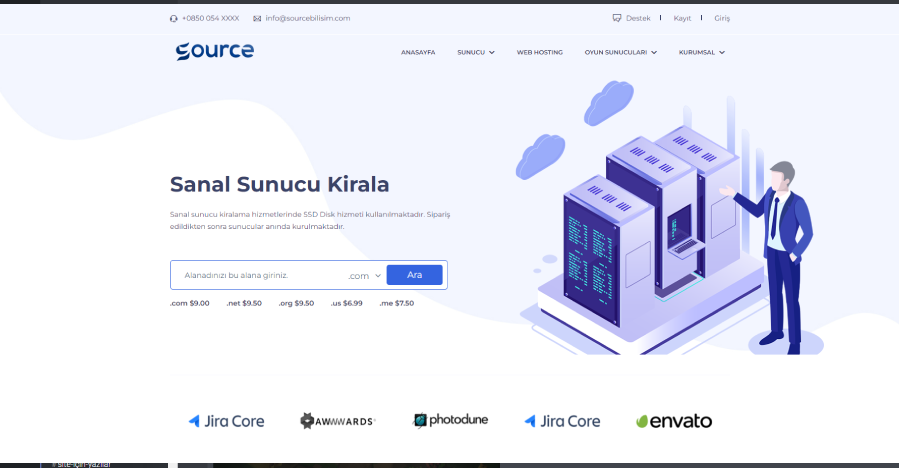 +0850 054 XXXX info@sourcebilisim.com Destek Kayıt Giriş
Source ANASAYFA SUNUCU WEB HOSTING OYUN SUNUCULARI KURUMSAL
Sanal Sunucu Kirala
Sanal sunucu kiralama hizmetlerinde SSD Disk hizmeti kullanılmaktadır. Sipariş
edildikten sonra sunucular anında kurulmaktadır.
Alanadınızı bu alana giriniz. .com Ara
.com $9.00 .net $9.50 .org $9.50 .us $6.99 .me $7.50
Jira Core AWWWARDS photodune Jira Core envato
# site-için-yazılar